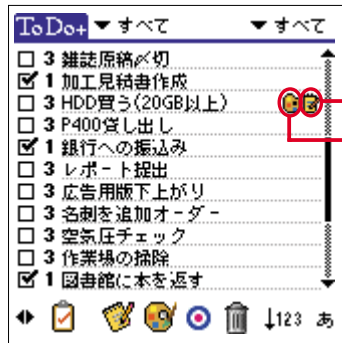 ToDo+ ▼ すべて ▼ すべて
3 雑誌原稿〆切
1 加工見積書作成
3 HDD買う(20GB以上)
3 P400貸し出し
1 銀行への振込み
3 レポート提出
3 広告用版下上がり
3 名刺を追加オーダー
3 空気圧チェック
3 作業場の掃除
1 図書館に本を返す
↓123 あ